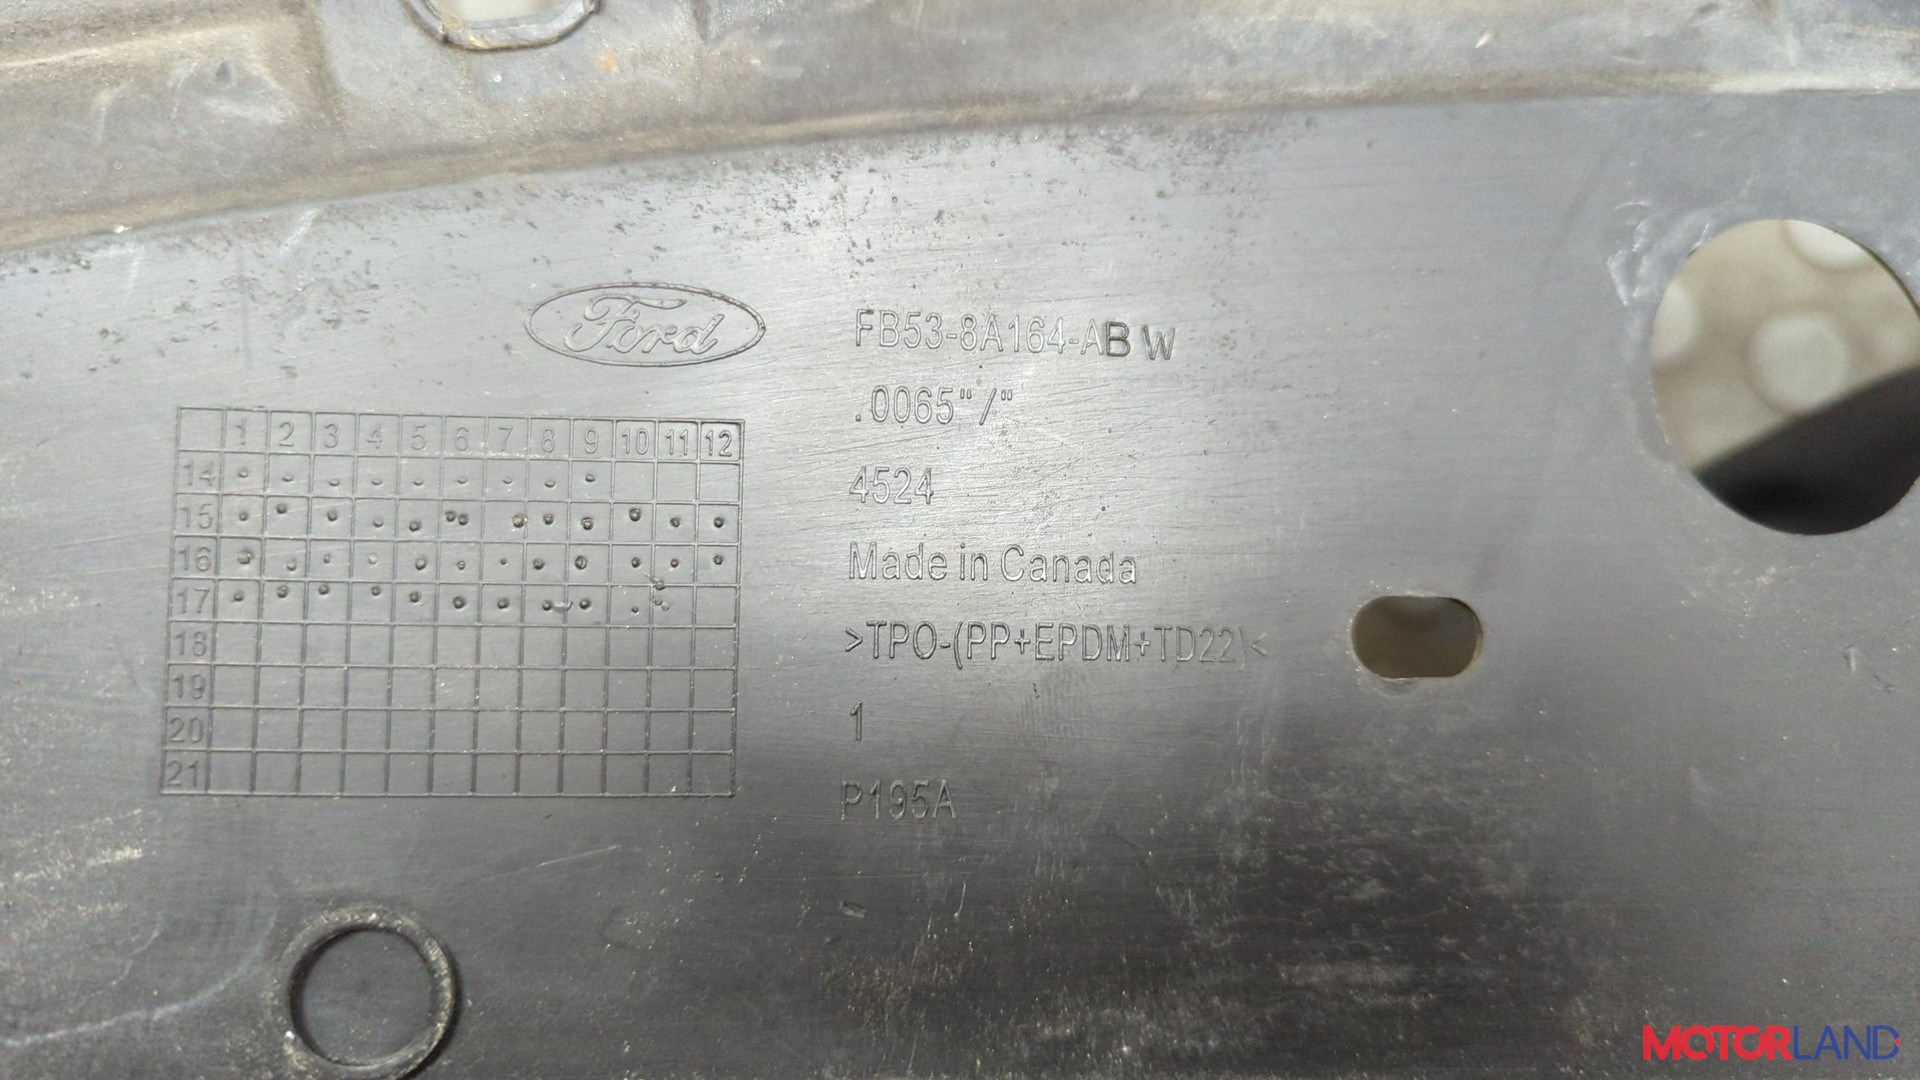 Ford
FB53-8A164-AB W
.0065"/"
4524
Made in Canada
>TPO-(PP+EPDM+TD22)<
1
P195A
1 2 3 4 5 6 7 8 9 10 11 12
14
15
16
17
18
19
20
21
MOTORLAND